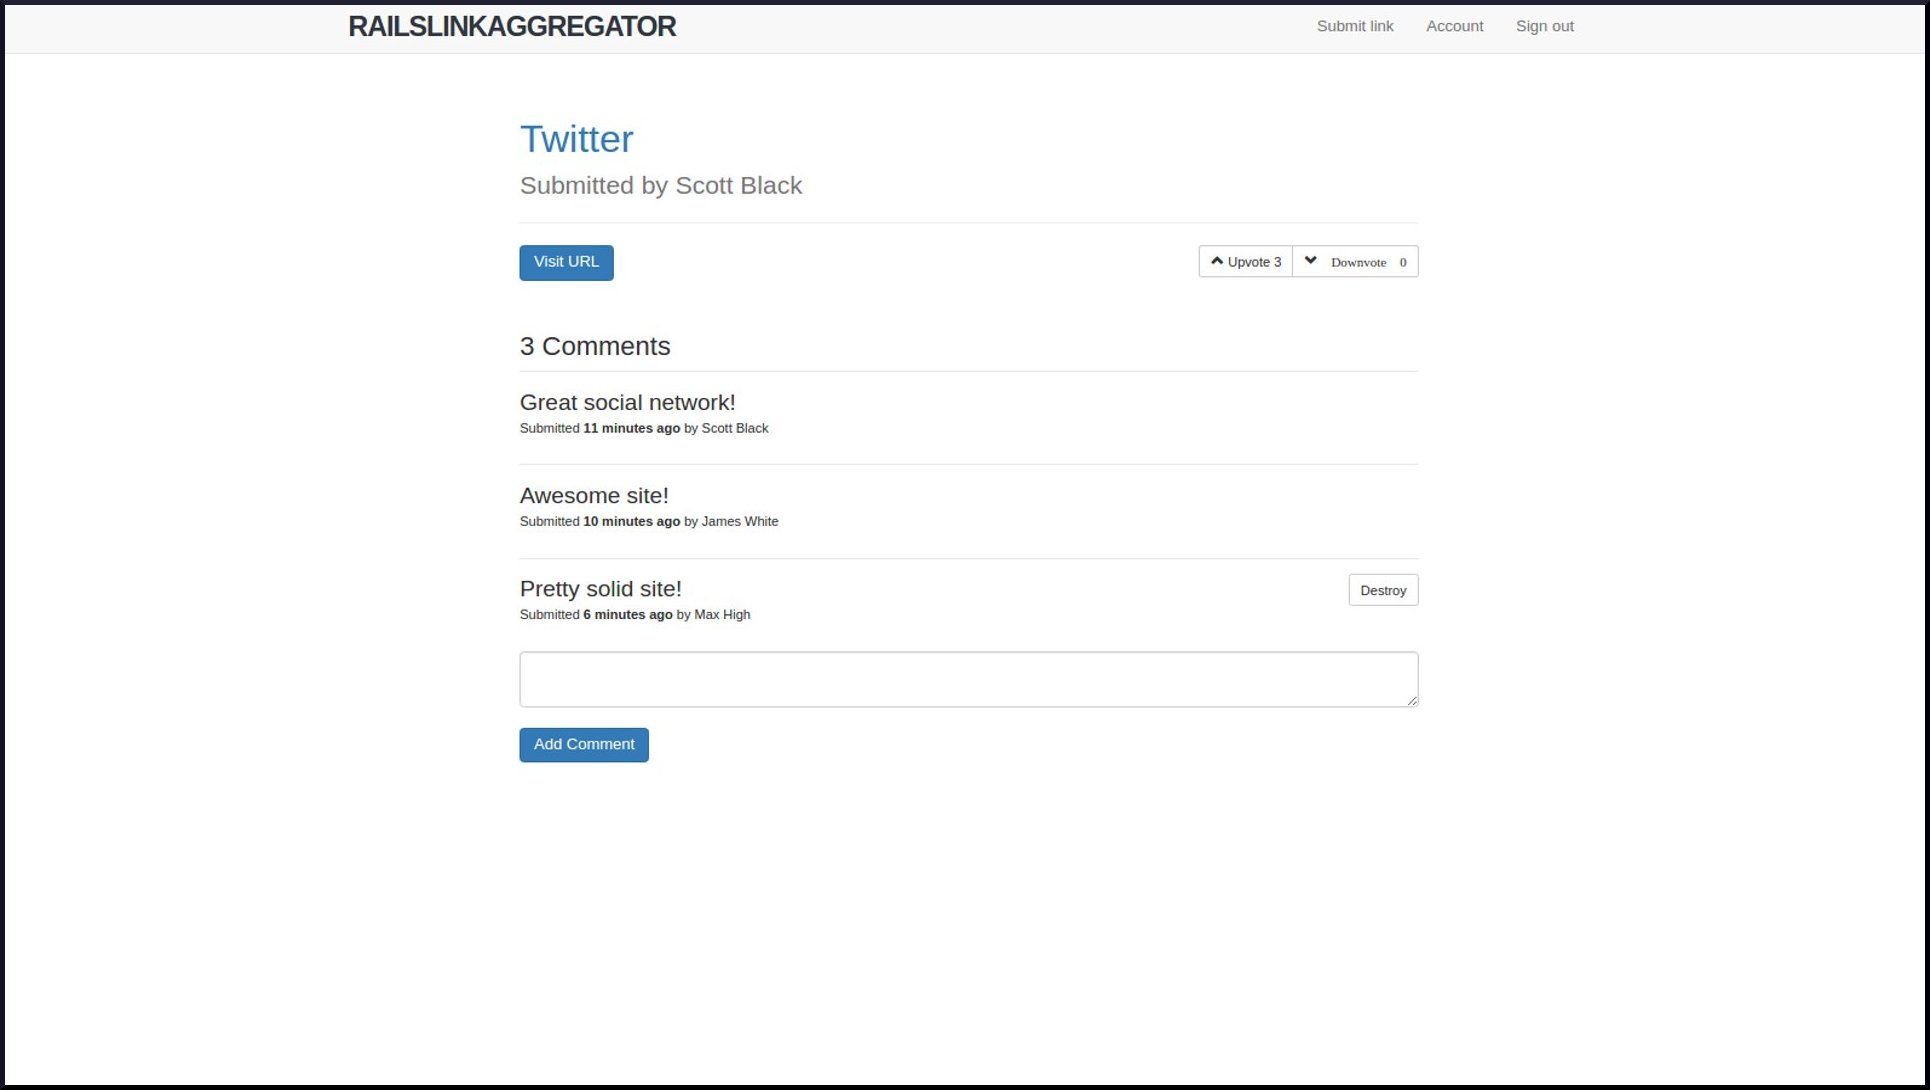 RAILSLINKAGGREGATOR Submit link Account Sign out
Twitter
Submitted by Scott Black
Visit URL Upvote 3 Downvote 0
3 Comments
Great social network!
Submitted 11 minutes ago by Scott Black
Awesome site!
Submitted 10 minutes ago by James White
Pretty solid site! Destroy
Submitted 6 minutes ago by Max High
Add Comment